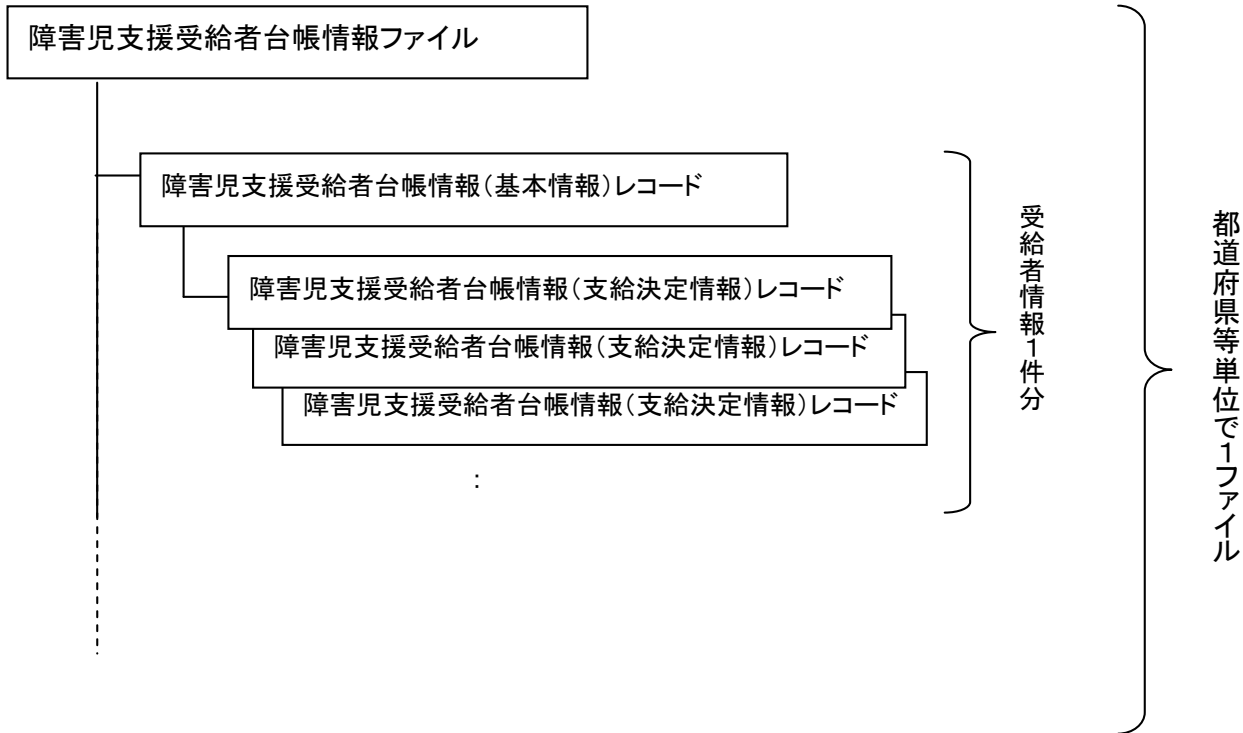 障害児支援受給者台帳情報ファイル
障害児支援受給者台帳情報（基本情報）レコード
障害児支援受給者台帳情報（支給決定情報）レコード
障害児支援受給者台帳情報（支給決定情報）レコード
障害児支援受給者台帳情報（支給決定情報）レコード
：
受給者情報１件分
都道府県等単位で１ファイル